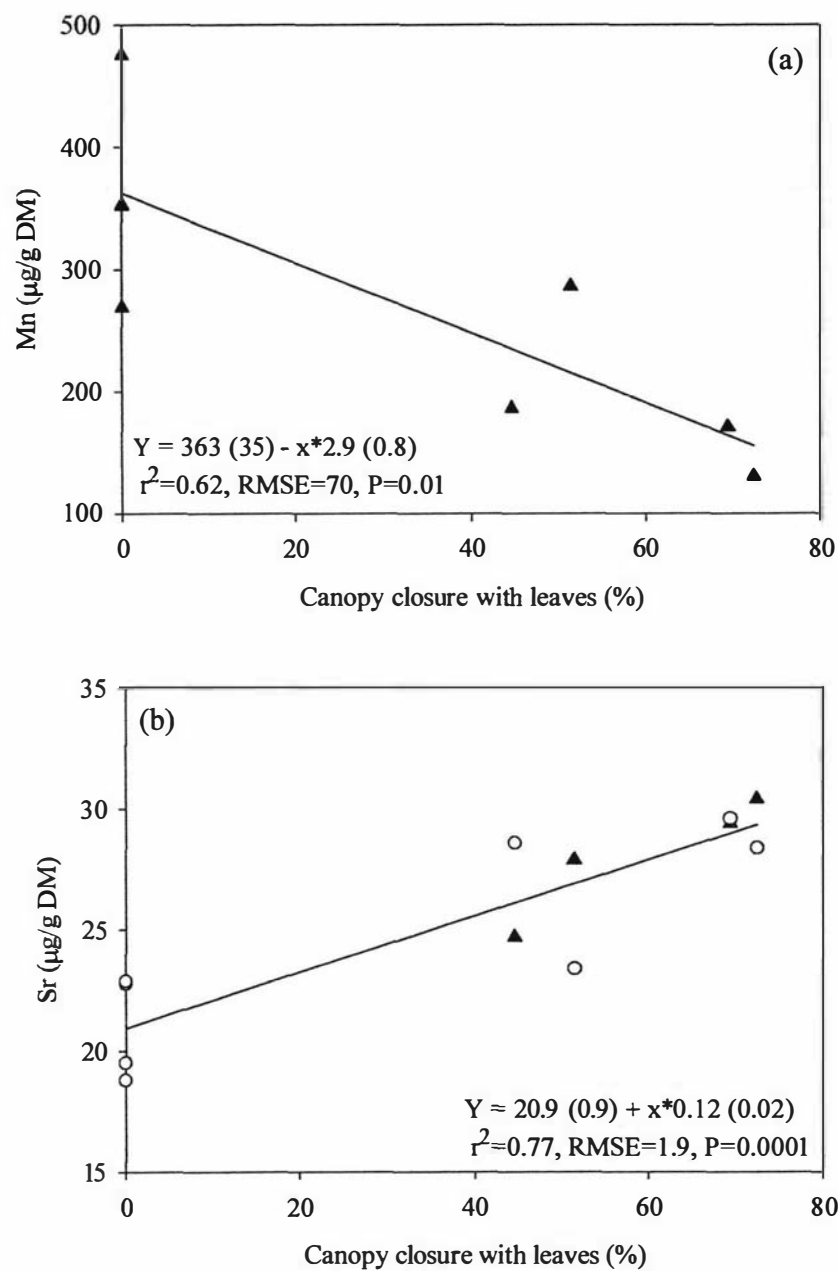 500
(a)
400
300
200
100
Mn (µg/g DM)
Y = 363 (35) - x*2.9 (0.8)
r²=0.62, RMSE=70, P=0.01
0 20 40 60 80
Canopy closure with leaves (%)
35
(b)
30
25
20
15
Sr (µg/g DM)
Y = 20.9 (0.9) + x*0.12 (0.02)
r²=0.77, RMSE=1.9, P=0.0001
0 20 40 60 80
Canopy closure with leaves (%)